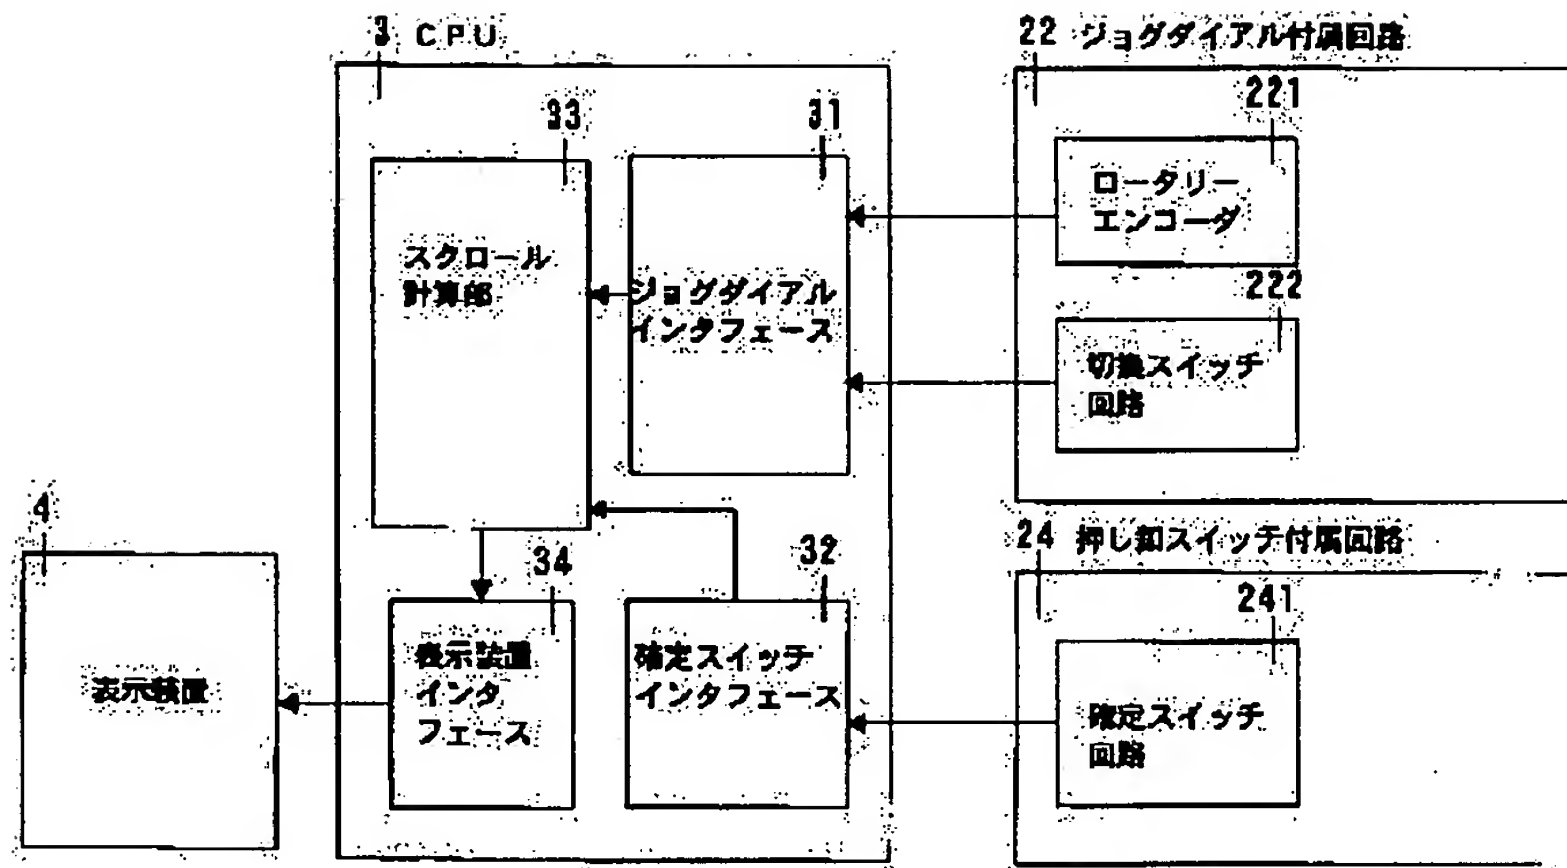 3 CPU
22 ジョグダイアル付属回路
33
31
221
ロータリー
エンコーダ
スクロール
計算部
ジョグダイアル
インタフェース
222
切換スイッチ
回路
4
表示装置
34
表示装置
インタ
フェース
32
確定スイッチ
インタフェース
24 押し釦スイッチ付属回路
241
確定スイッチ
回路